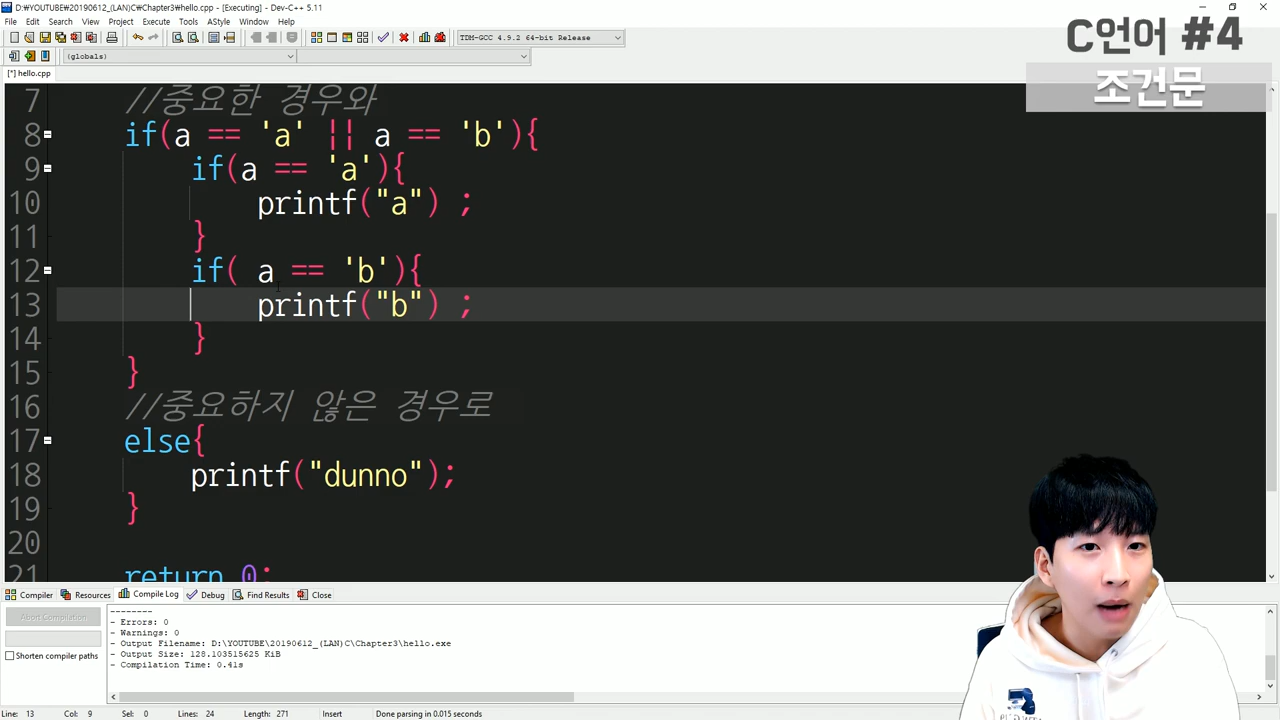 D:₩YOUTUBE₩20190612_(LAN)C₩Chapter3₩hello.cpp - [Executing] - Dev-C++ 5.11
File Edit Search View Project Execute Tools AStyle Window Help
TDM-GCC 4.9.2 64-bit Release
(globals)
[*] hello.cpp
C언어 #4
조건문
7 //중요한 경우와
8 if(a == 'a' || a == 'b'){
9 if(a == 'a'){
10 printf("a") ;
11 }
12 if( a == 'b'){
13 printf("b") ;
14 }
15 }
16 //중요하지 않은 경우로
17 else{
18 printf("dunno");
19 }
20
21 return 0;
Compiler Resources Compile Log Debug Find Results Close
Abort Compilation
Shorten compiler paths
--------
- Errors: 0
- Warnings: 0
- Output Filename: D:\YOUTUBE\20190612_(LAN)C\Chapter3\hello.exe
- Output Size: 128.103515625 KiB
- Compilation Time: 0.41s
Line: 13 Col: 9 Sel: 0 Lines: 24 Length: 271 Insert Done parsing in 0.015 seconds